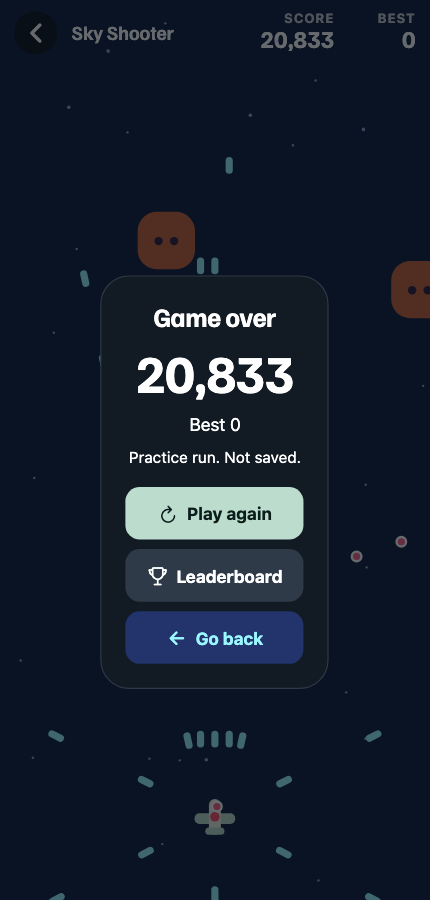 Sky Shooter
SCORE
20,833
BEST
0
Game over
20,833
Best 0
Practice run. Not saved.
Play again
Leaderboard
Go back